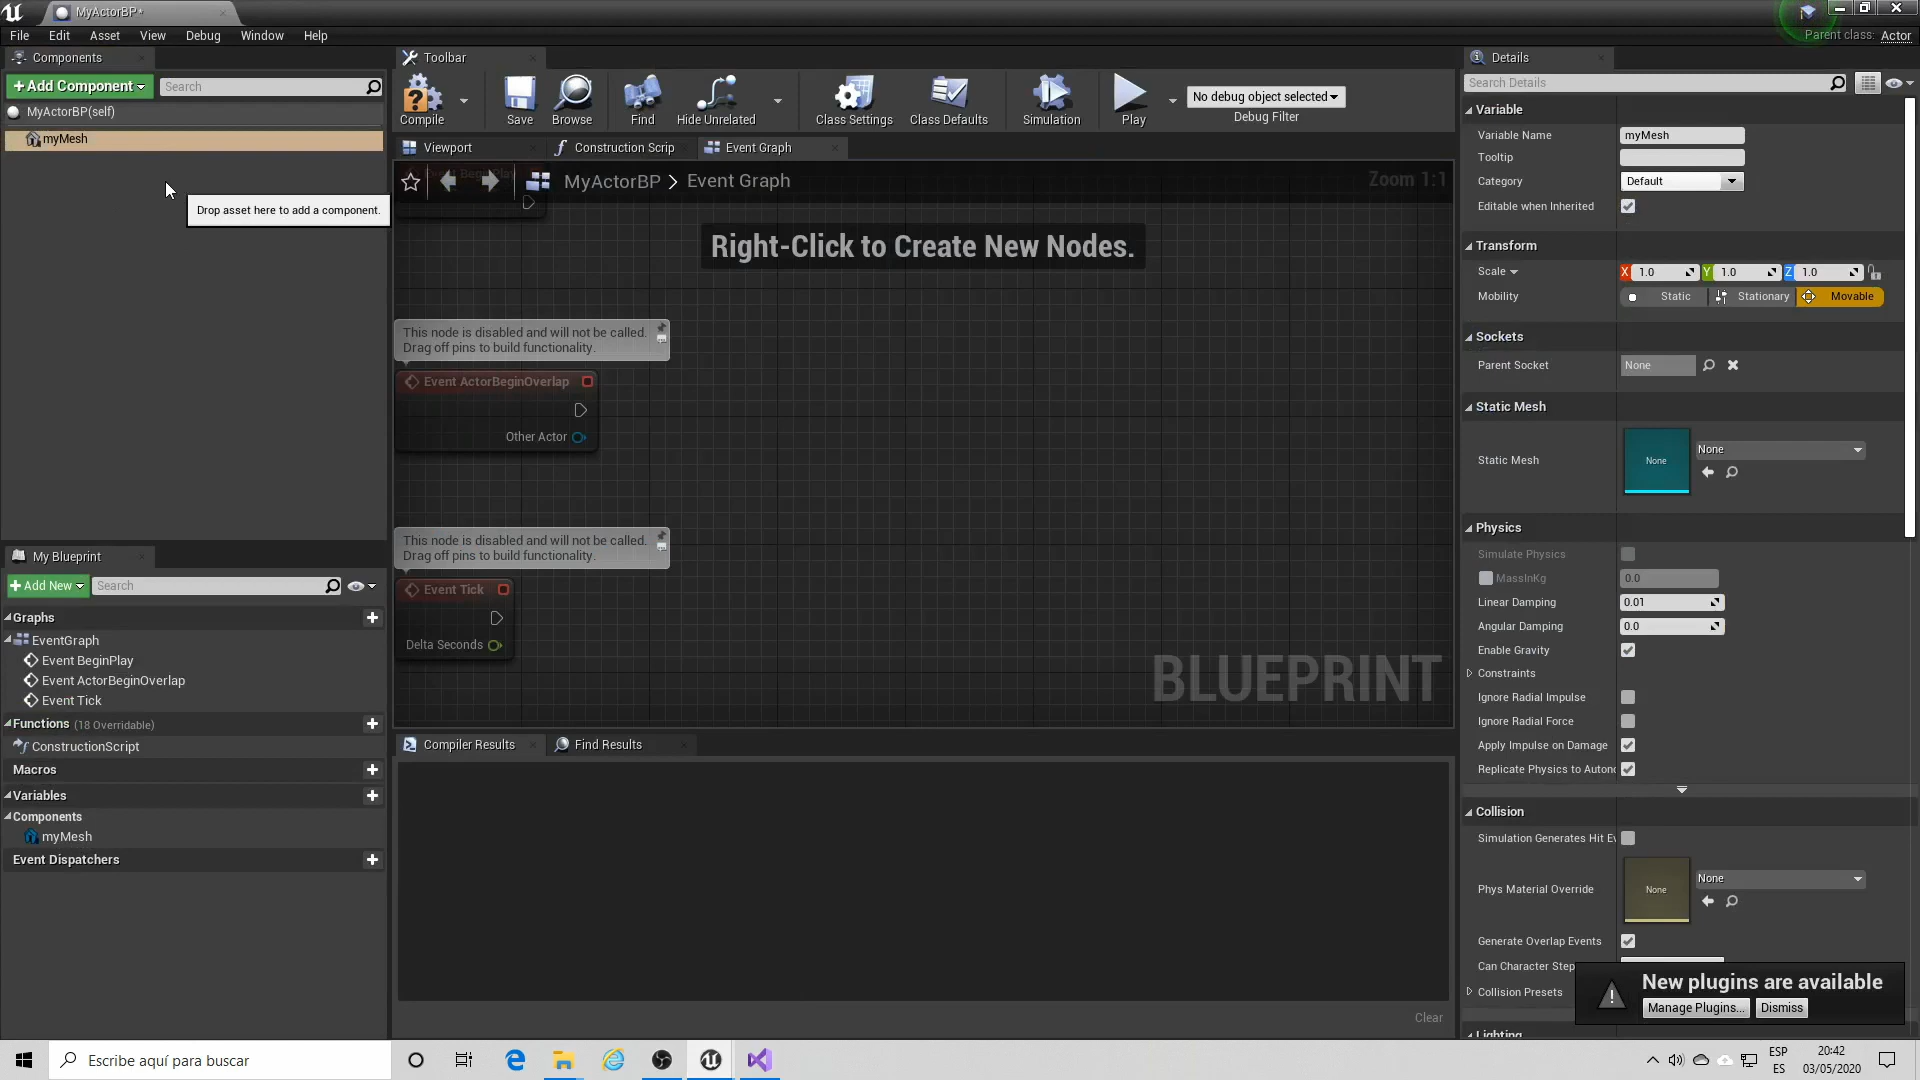 MyActorBP*
File Edit Asset View Debug Window Help
Parent class: Actor
Components
+Add Component
Search
MyActorBP(self)
myMesh
Drop asset here to add a component.
Toolbar
Compile
Save
Browse
Find
Hide Unrelated
Class Settings
Class Defaults
Simulation
Play
No debug object selected
Debug Filter
Viewport
Construction Scrip
Event Graph
Event BeginPlay
MyActorBP > Event Graph
Zoom 1:1
Right-Click to Create New Nodes.
This node is disabled and will not be called.
Drag off pins to build functionality.
Event ActorBeginOverlap
Other Actor
This node is disabled and will not be called.
Drag off pins to build functionality.
Event Tick
Delta Seconds
BLUEPRINT
My Blueprint
+Add New
Search
Graphs
EventGraph
Event BeginPlay
Event ActorBeginOverlap
Event Tick
Functions (18 Overridable)
ConstructionScript
Macros
Variables
Components
myMesh
Event Dispatchers
Compiler Results
Find Results
Clear
Details
Search Details
Variable
Variable Name myMesh
Tooltip
Category Default
Editable when Inherited
Transform
Scale X 1.0 Y 1.0 Z 1.0
Mobility Static Stationary Movable
Sockets
Parent Socket None
Static Mesh
Static Mesh None None
Physics
Simulate Physics
MassInKg 0.0
Linear Damping 0.01
Angular Damping 0.0
Enable Gravity
Constraints
Ignore Radial Impulse
Ignore Radial Force
Apply Impulse on Damage
Replicate Physics to Autono
Collision
Simulation Generates Hit Ev
Phys Material Override None None
Generate Overlap Events
Can Character Step
Collision Presets
Lighting
New plugins are available
Manage Plugins... Dismiss
Escribe aquí para buscar
ESP
ES
20:42
03/05/2020